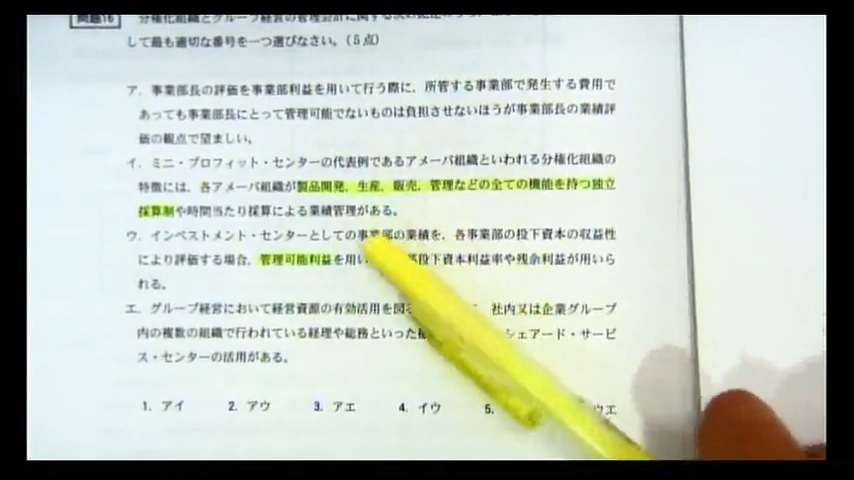 問題16
分権化組織とグループ経営の管理会計に関する次の記述のうち
して最も適切な番号を一つ選びなさい。(5点)
ア．事業部長の評価を事業部利益を用いて行う際に、所管する事業部で発生する費用で
あっても事業部長にとって管理可能でないものは負担させないほうが事業部長の業績評
価の観点で望ましい。
イ．ミニ・プロフィット・センターの代表例であるアメーバ組織といわれる分権化組織の
特徴には、各アメーバ組織が製品開発、生産、販売、管理などの全ての機能を持つ独立
採算制や時間当たり採算による業績管理がある。
ウ．インベストメント・センターとしての事業部の業績を、各事業部の投下資本の収益性
により評価する場合、管理可能利益を用い 部投下資本利益率や残余利益が用いら
れる。
エ．グループ経営において経営資源の有効活用を図る 、社内又は企業グループ
内の複数の組織で行われている経理や総務といった シェアード・サービ
ス・センターの活用がある。
1．アイ 2．アウ 3．アエ 4．イウ 5． ウエ